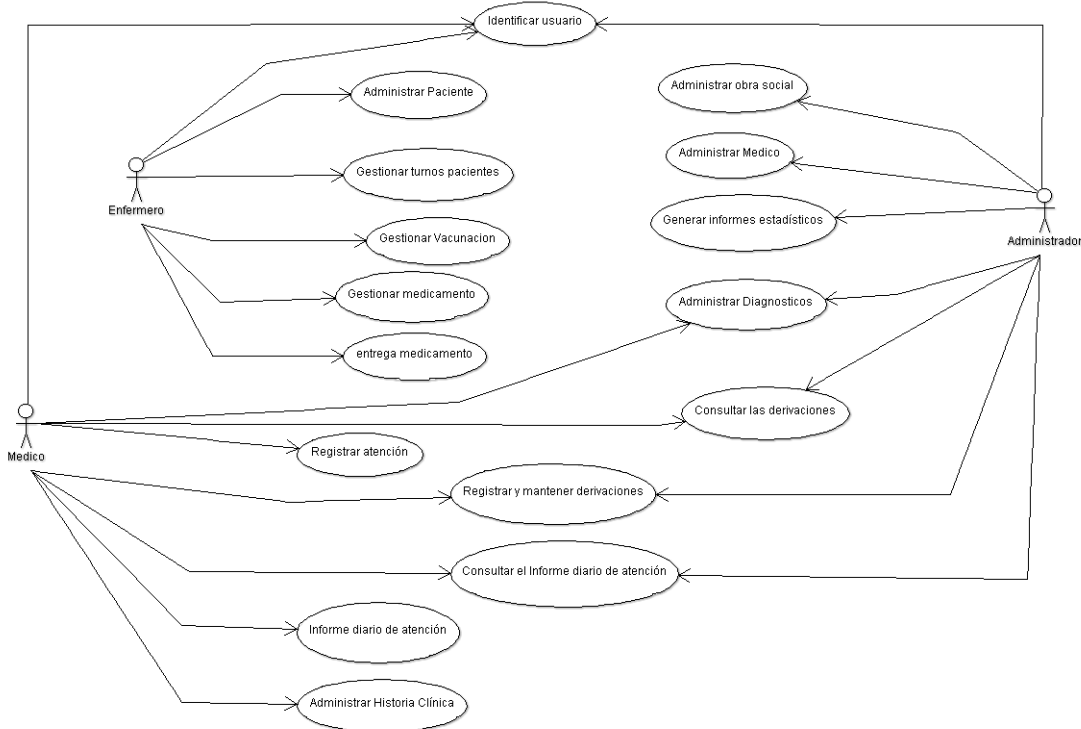 Identificar usuario
Administrar Paciente
Administrar obra social
Administrar Medico
Gestionar turnos pacientes
Enfermero
Generar informes estadísticos
Gestionar Vacunacion
Administrador
Gestionar medicamento
Administrar Diagnosticos
entrega medicamento
Consultar las derivaciones
Medico
Registrar atención
Registrar y mantener derivaciones
Consultar el Informe diario de atención
Informe diario de atención
Administrar Historia Clínica